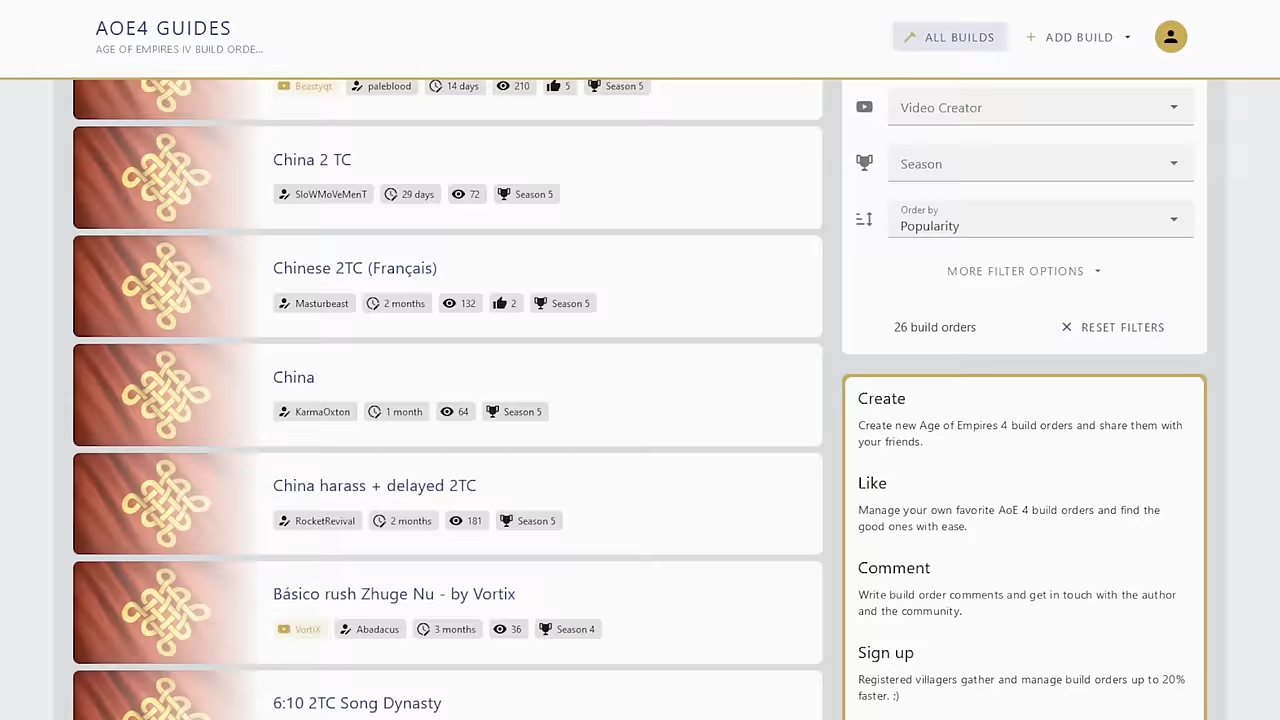 AOE4 GUIDES
AGE OF EMPIRES IV BUILD ORDE...
ALL BUILDS
+ ADD BUILD
Beastyqt paleblood 14 days 210 5 Season 5
China 2 TC
SloWMoVeMenT 29 days 72 Season 5
Chinese 2TC (Français)
Masturbeast 2 months 132 2 Season 5
China
KarmaOxton 1 month 64 Season 5
China harass + delayed 2TC
RocketRevival 2 months 181 Season 5
Básico rush Zhuge Nu - by Vortix
VortiX Abadacus 3 months 36 Season 4
6:10 2TC Song Dynasty
Video Creator
Season
Order by
Popularity
MORE FILTER OPTIONS
26 build orders
RESET FILTERS
Create
Create new Age of Empires 4 build orders and share them with
your friends.
Like
Manage your own favorite AoE 4 build orders and find the
good ones with ease.
Comment
Write build order comments and get in touch with the author
and the community.
Sign up
Registered villagers gather and manage build orders up to 20%
faster. :)